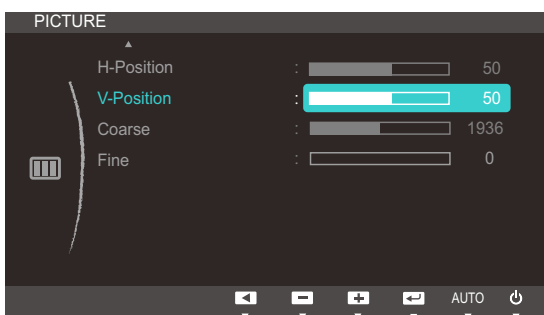 PICTURE
H-Position : 50
V-Position : 50
Coarse : 1936
Fine : 0
AUTO